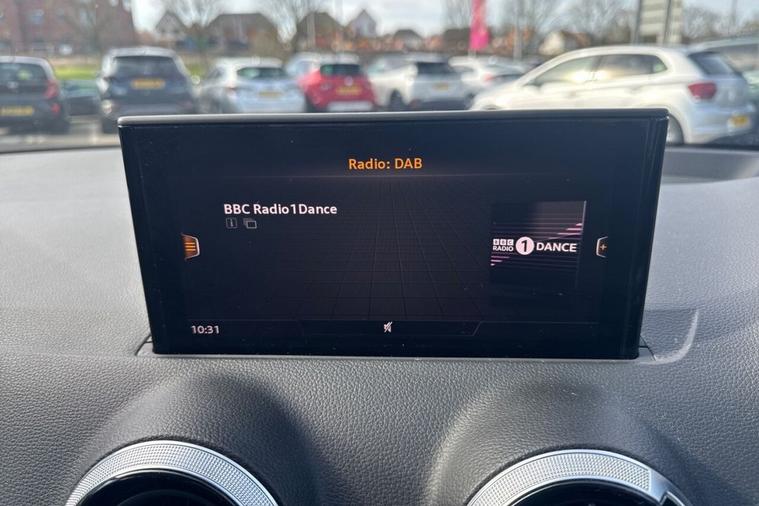 Radio: DAB
BBC Radio1Dance
BBC
RADIO 1 DANCE
10:31